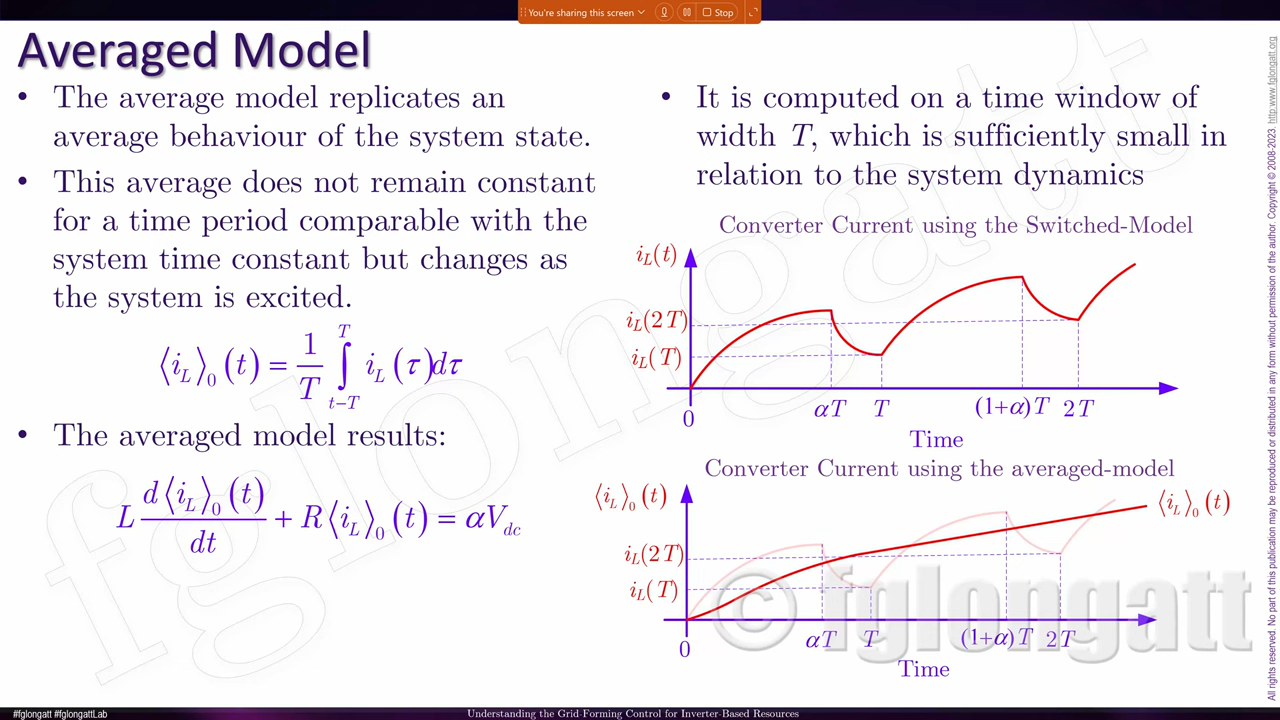 You're sharing this screen
Stop
Averaged Model
• The average model replicates an
average behaviour of the system state.
• This average does not remain constant
for a time period comparable with the
system time constant but changes as
the system is excited.
⟨i_L⟩_0 (t) = 1/T ∫_{t−T}^{T} i_L (τ)dτ
• The averaged model results:
L d⟨i_L⟩_0 (t)/dt + R⟨i_L⟩_0 (t) = αV_dc
• It is computed on a time window of
width T, which is sufficiently small in
relation to the system dynamics
Converter Current using the Switched-Model
i_L(t)
i_L(2T)
i_L(T)
0
αT T (1+α)T 2T
Time
Converter Current using the averaged-model
⟨i_L⟩_0 (t)
⟨i_L⟩_0 (t)
i_L(2T)
i_L(T)
0
αT T (1+α)T 2T
Time
fglongatt
© fglongatt
All rights reserved. No part of this publication may be reproduced or distributed in any form without permission of the author. Copyright © 2008-2023, http:www.fglongatt.org
#fglongatt #fglongattLab
Understanding the Grid-Forming Control for Inverter-Based Resources